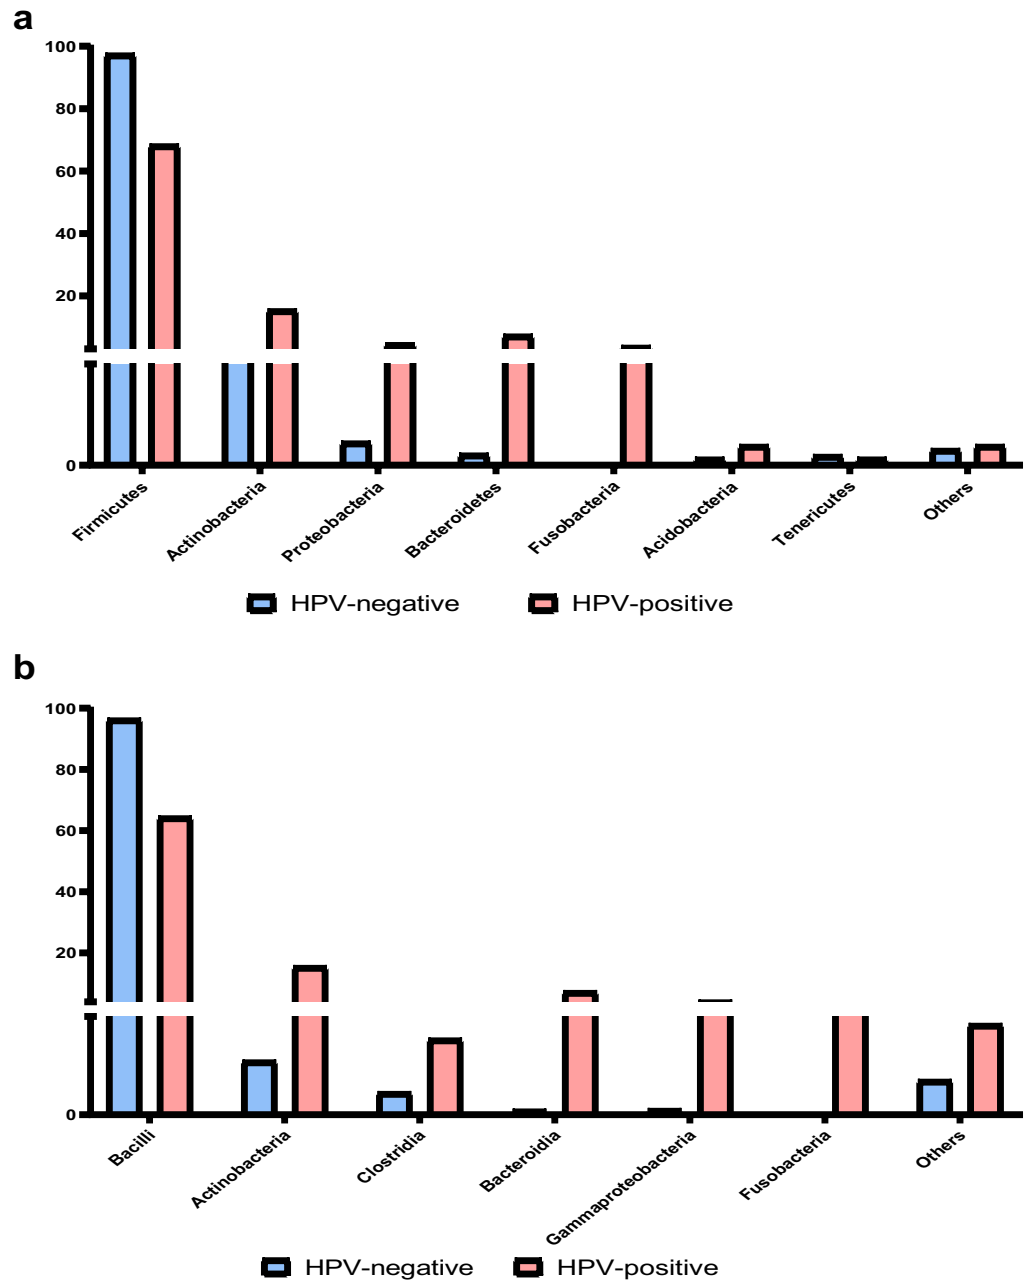 a
100
80
60
40
20
0
Firmicutes
Actinobacteria
Proteobacteria
Bacteroidetes
Fusobacteria
Acidobacteria
Tenericutes
Others
HPV-negative HPV-positive
b
100
80
60
40
20
0
Bacilli
Actinobacteria
Clostridia
Bacteroidia
Gammaproteobacteria
Fusobacteria
Others
HPV-negative HPV-positive